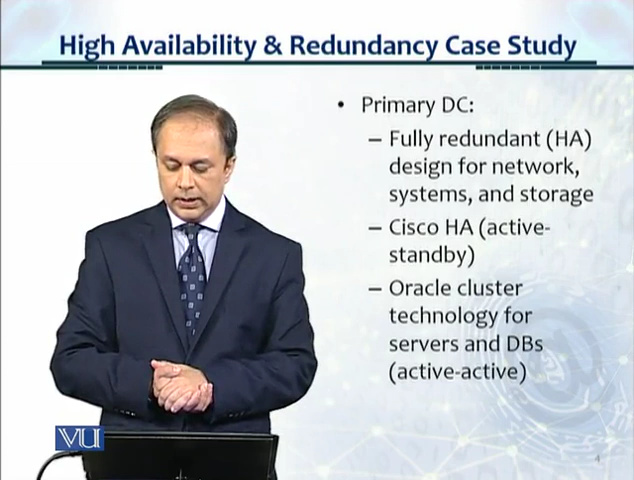 High Availability & Redundancy Case Study
• Primary DC:
– Fully redundant (HA)
design for network,
systems, and storage
– Cisco HA (active-
standby)
– Oracle cluster
technology for
servers and DBs
(active-active)
VU
4